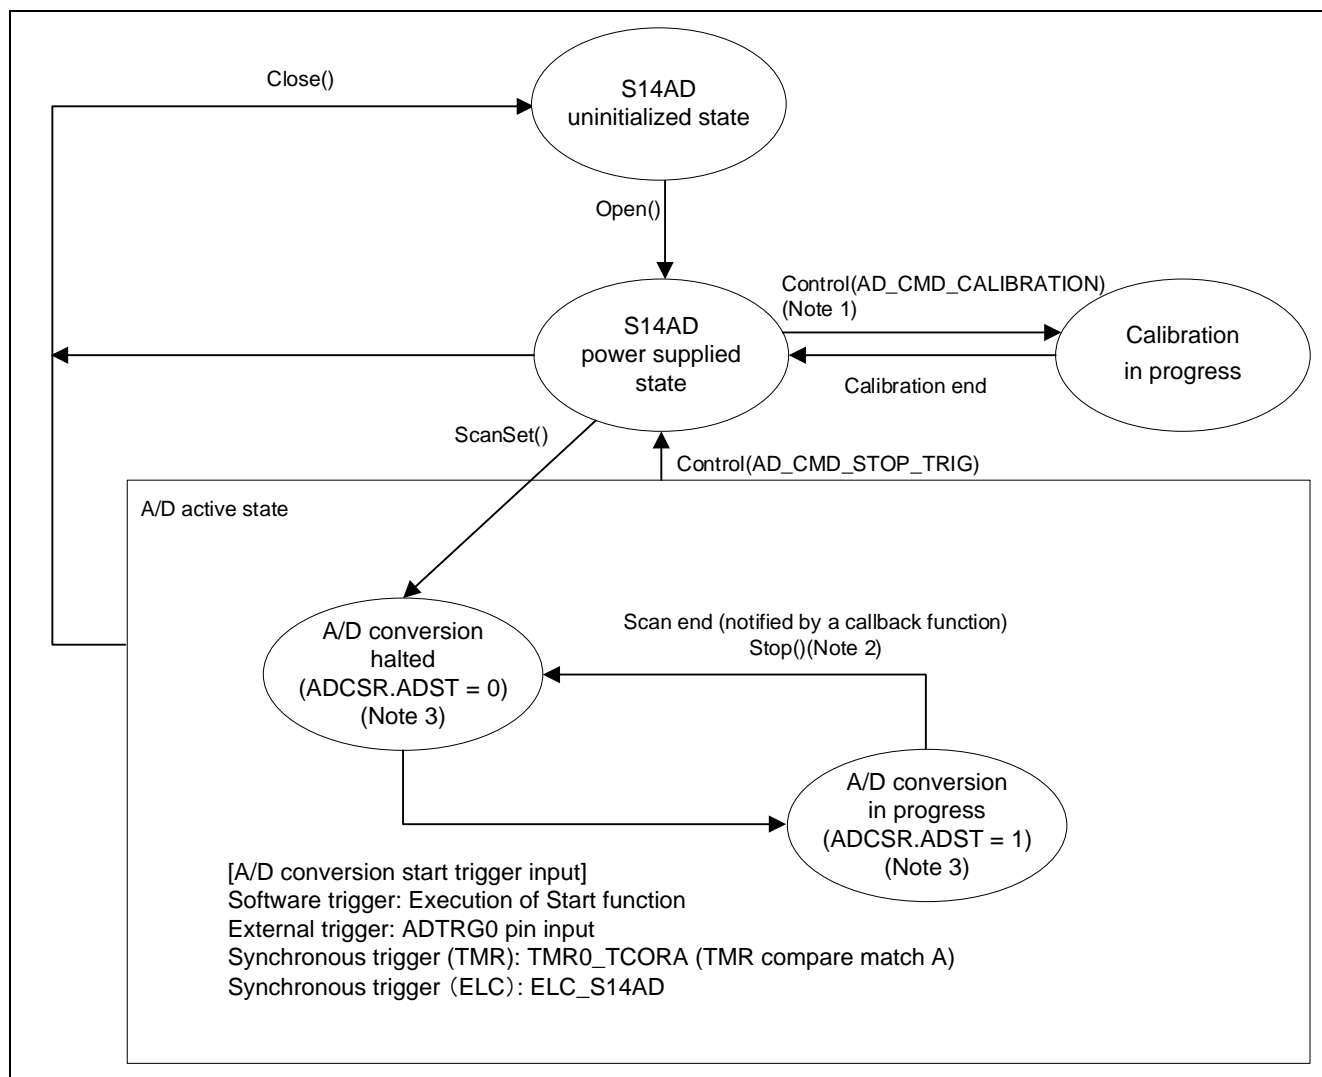 Close()
S14AD
uninitialized state
Open()
Control(AD_CMD_CALIBRATION)
(Note 1)
S14AD
power supplied
state
Calibration
in progress
Calibration end
ScanSet()
Control(AD_CMD_STOP_TRIG)
A/D active state
A/D conversion
halted
(ADCSR.ADST = 0)
(Note 3)
Scan end (notified by a callback function)
Stop()(Note 2)
A/D conversion
in progress
(ADCSR.ADST = 1)
(Note 3)
[A/D conversion start trigger input]
Software trigger: Execution of Start function
External trigger: ADTRG0 pin input
Synchronous trigger (TMR): TMR0_TCORA (TMR compare match A)
Synchronous trigger（ELC）: ELC_S14AD